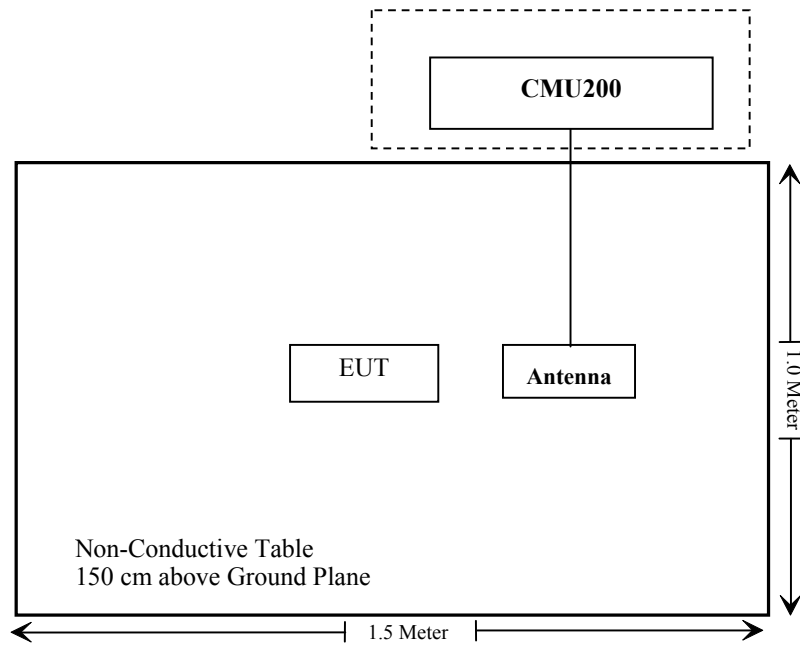 CMU200
EUT
Antenna
1.0 Meter
Non-Conductive Table
150 cm above Ground Plane
1.5 Meter